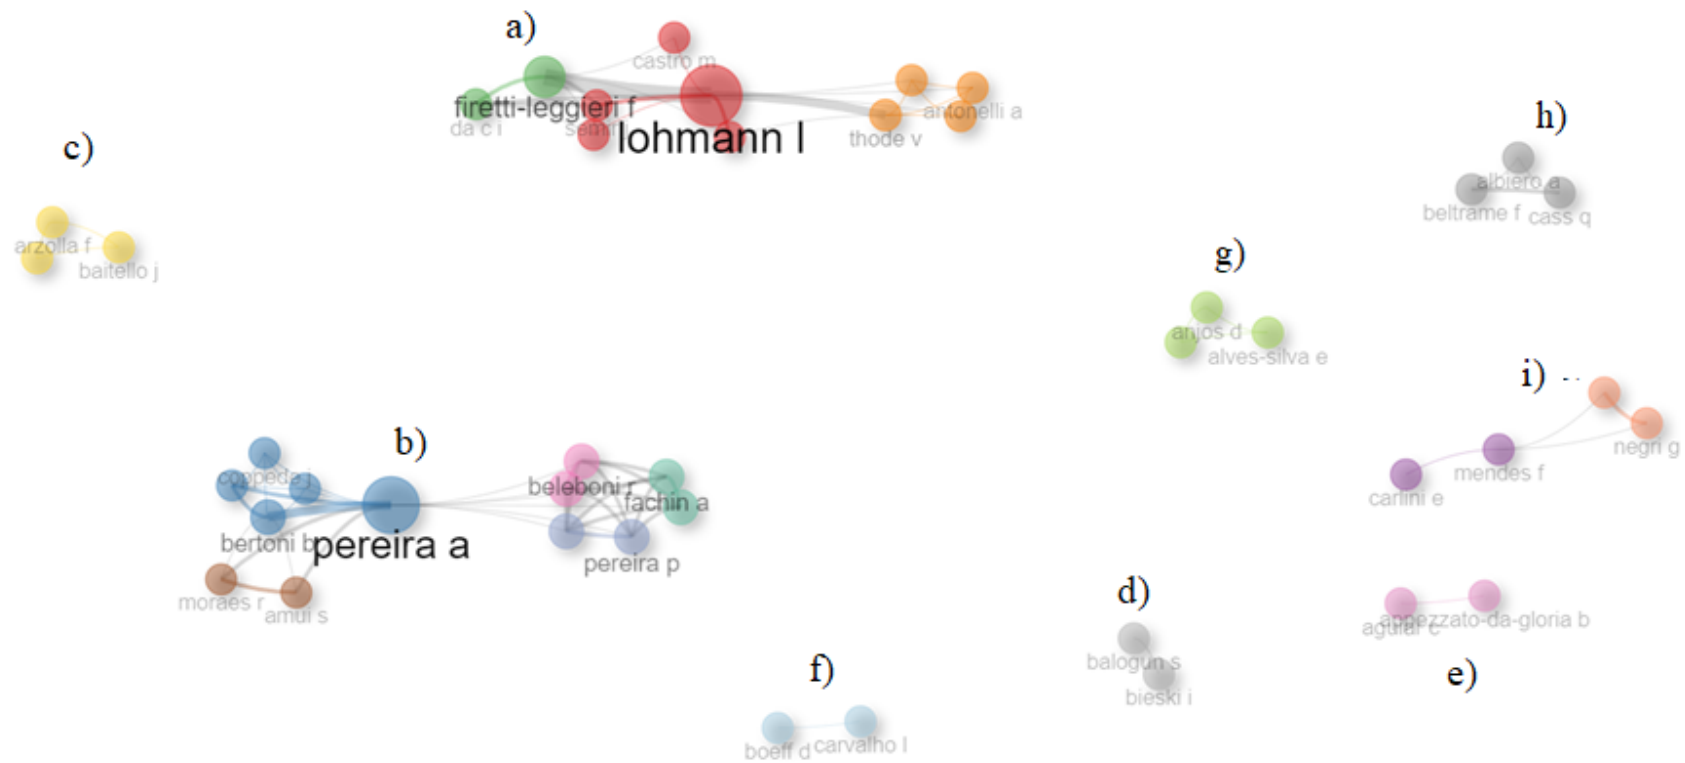 a)
castro m
firetti-leggieri f
antonelli a
da c i
lohmann l
thode v
h)
albiero a
beltrame f
cass q
c)
arzolla f
baitello j
g)
anjos d
alves-silva e
i)
negri g
mendes f
carlini e
b)
coppede j
beleboni r
fachin a
bertoni b
pereira a
pereira p
moraes r
amui s
d)
balogun s
bieski i
appezzato-da-gloria b
aguiar c
e)
f)
boeff d
carvalho l